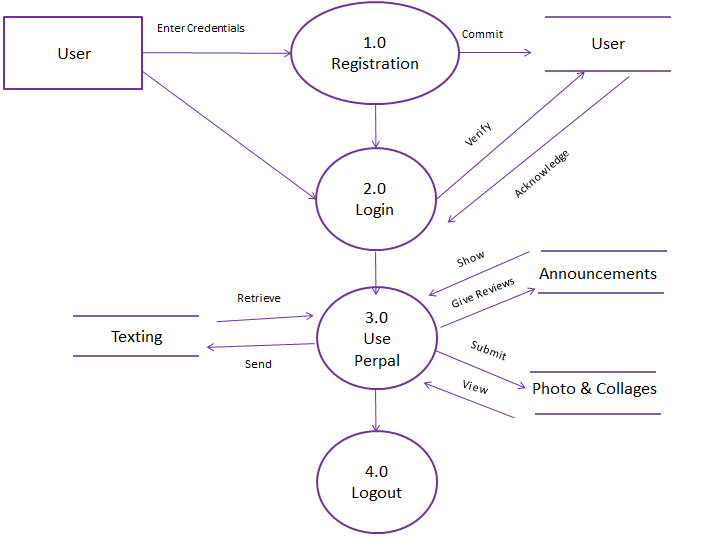 Enter Credentials
User
1.0
Registration
Commit
User
Verify
Acknowledge
2.0
Login
Show
Announcements
Give Reviews
Retrieve
Texting
Send
3.0
Use
Perpal
Submit
View
Photo & Collages
4.0
Logout